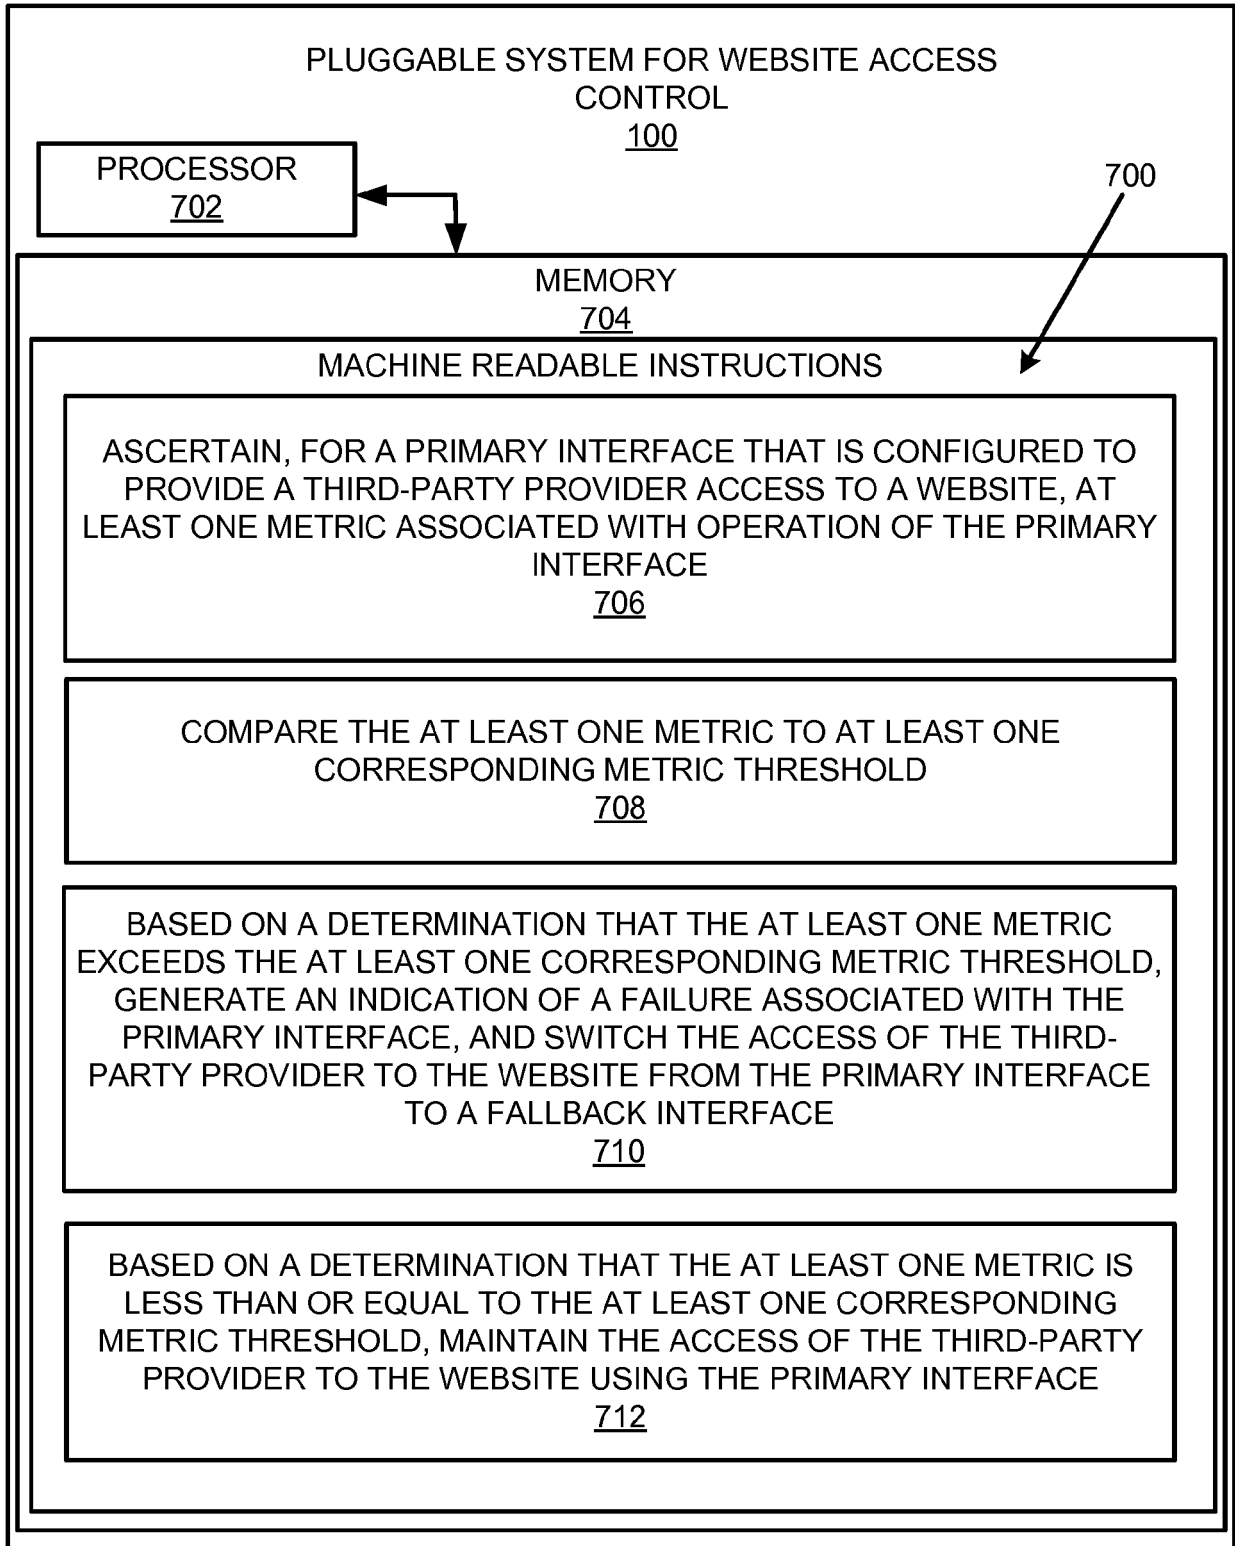 PLUGGABLE SYSTEM FOR WEBSITE ACCESS
CONTROL
100
PROCESSOR
702
700
MEMORY
704
MACHINE READABLE INSTRUCTIONS
ASCERTAIN, FOR A PRIMARY INTERFACE THAT IS CONFIGURED TO
PROVIDE A THIRD-PARTY PROVIDER ACCESS TO A WEBSITE, AT
LEAST ONE METRIC ASSOCIATED WITH OPERATION OF THE PRIMARY
INTERFACE
706
COMPARE THE AT LEAST ONE METRIC TO AT LEAST ONE
CORRESPONDING METRIC THRESHOLD
708
BASED ON A DETERMINATION THAT THE AT LEAST ONE METRIC
EXCEEDS THE AT LEAST ONE CORRESPONDING METRIC THRESHOLD,
GENERATE AN INDICATION OF A FAILURE ASSOCIATED WITH THE
PRIMARY INTERFACE, AND SWITCH THE ACCESS OF THE THIRD-
PARTY PROVIDER TO THE WEBSITE FROM THE PRIMARY INTERFACE
TO A FALLBACK INTERFACE
710
BASED ON A DETERMINATION THAT THE AT LEAST ONE METRIC IS
LESS THAN OR EQUAL TO THE AT LEAST ONE CORRESPONDING
METRIC THRESHOLD, MAINTAIN THE ACCESS OF THE THIRD-PARTY
PROVIDER TO THE WEBSITE USING THE PRIMARY INTERFACE
712